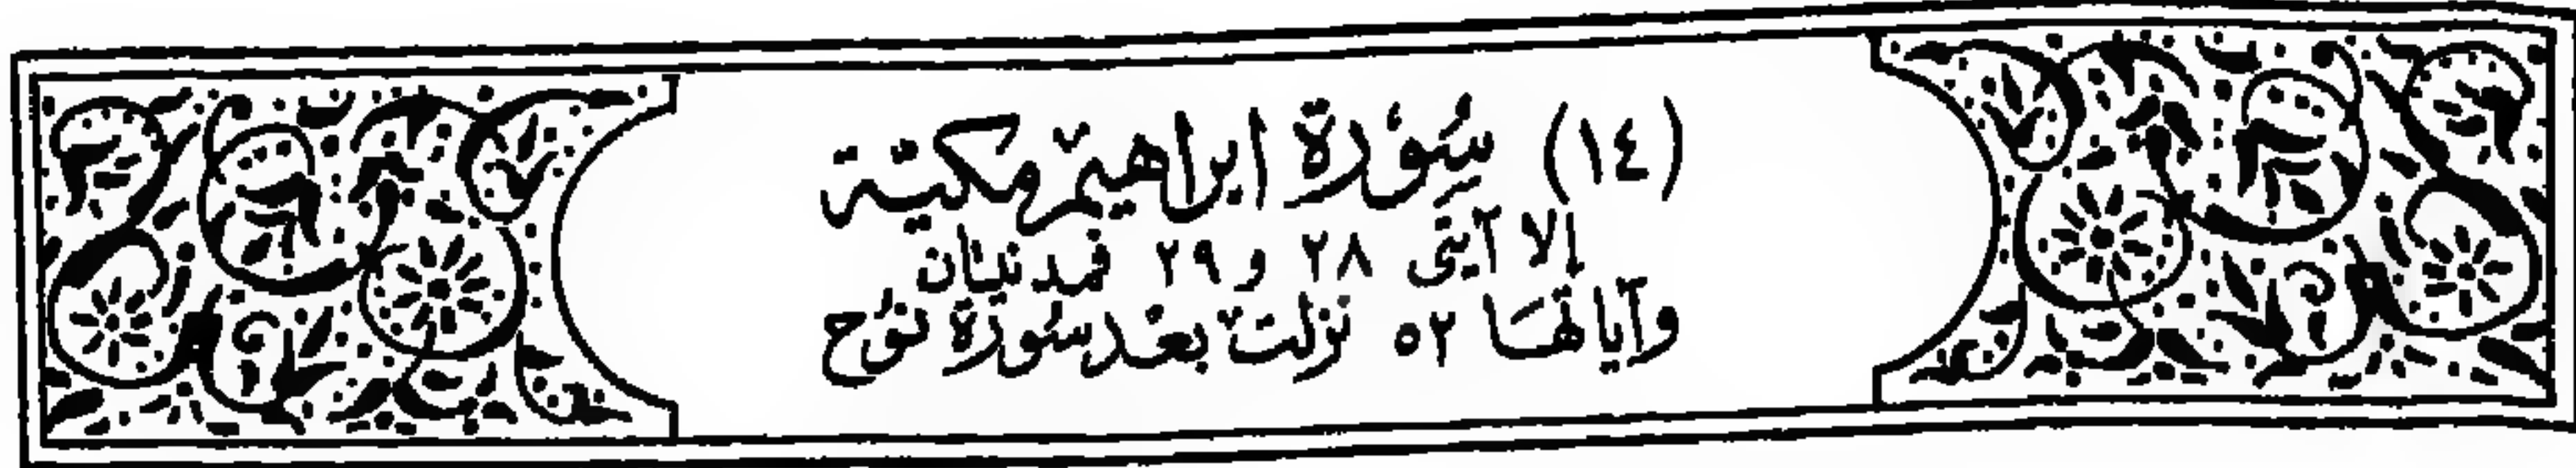 (١٤) سُورَة ابراهيم مكية
إلا آيتى ٢٨ و ٢٩ فمدنيتان
وآياتها ٥٢ نزلت بعد سورة نوح